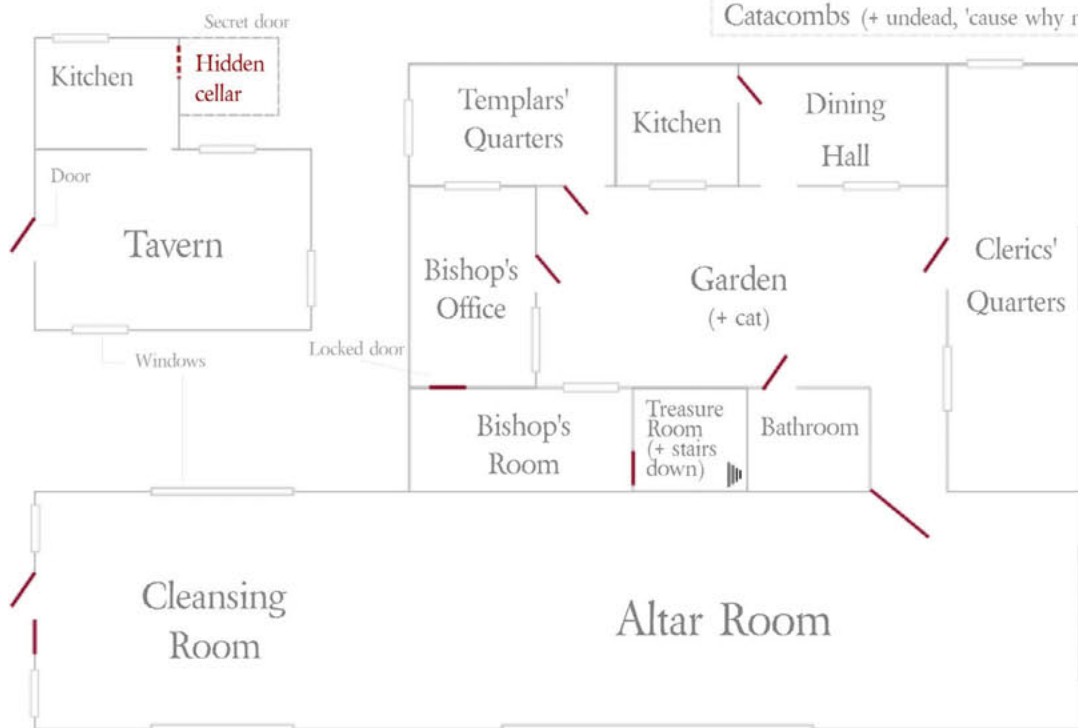 Secret door
Catacombs (+ undead, 'cause why
Kitchen
Hidden
cellar
Templars'
Quarters
Kitchen
Dining
Hall
Door
Tavern
Bishop's
Office
Garden
(+ cat)
Clerics'
Quarters
Locked door
Windows
Bishop's
Room
Treasure
Room
(+ stairs
down)
Bathroom
Cleansing
Room
Altar Room